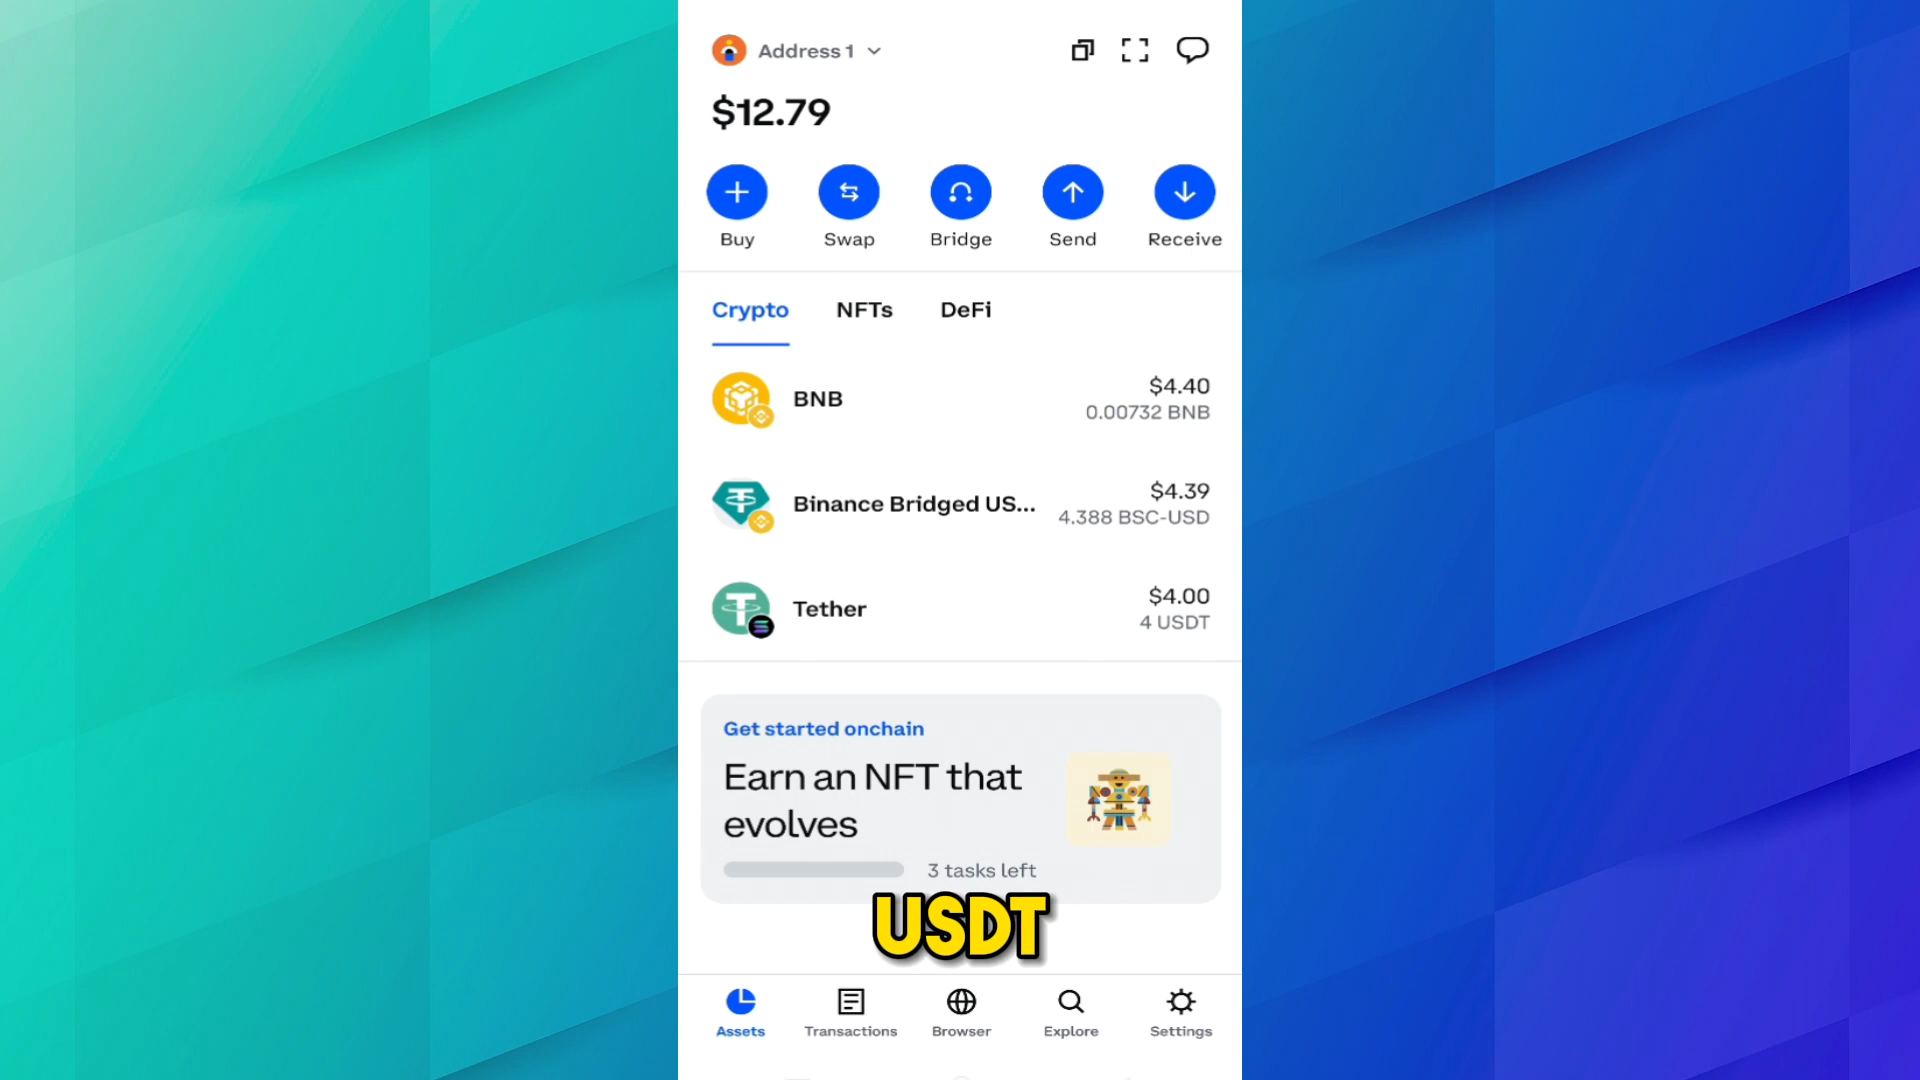 Address 1
$12.79
Buy Swap Bridge Send Receive
Crypto NFTs DeFi
BNB $4.40
0.00732 BNB
Binance Bridged US... $4.39
4.388 BSC-USD
Tether $4.00
4 USDT
Get started onchain
Earn an NFT that
evolves
3 tasks left
USDT
Assets Transactions Browser Explore Settings